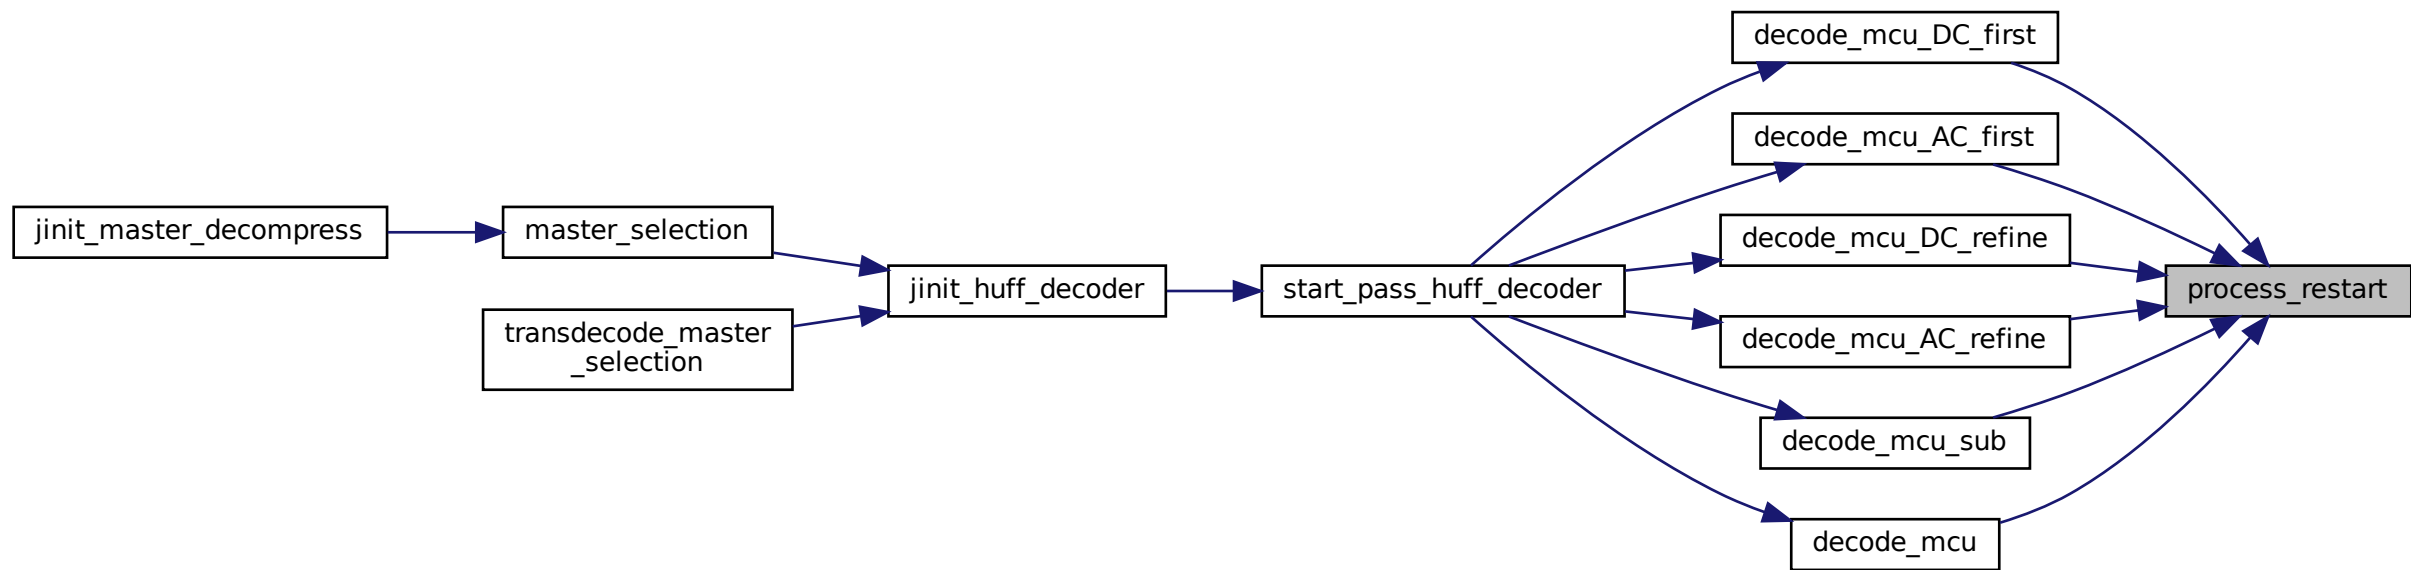 decode_mcu_DC_first
decode_mcu_AC_first
jinit_master_decompress
master_selection
decode_mcu_DC_refine
jinit_huff_decoder
start_pass_huff_decoder
process_restart
transdecode_master
_selection
decode_mcu_AC_refine
decode_mcu_sub
decode_mcu